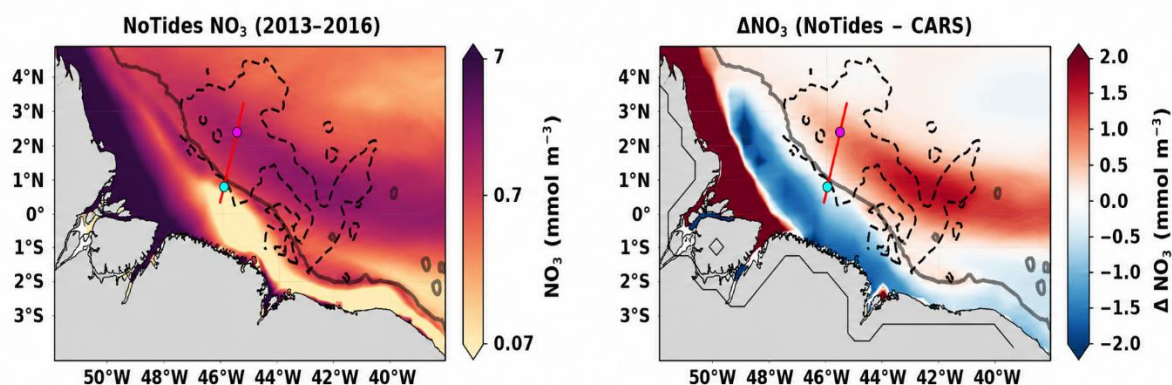 NoTides NO₃ (2013–2016)
4°N
3°N
2°N
1°N
0°
1°S
2°S
3°S
50°W 48°W 46°W 44°W 42°W 40°W
7
0.7
0.07
NO₃ (mmol m⁻³)
ΔNO₃ (NoTides − CARS)
4°N
3°N
2°N
1°N
0°
1°S
2°S
3°S
50°W 48°W 46°W 44°W 42°W 40°W
2.0
1.5
1.0
0.5
0.0
−0.5
−1.0
−1.5
−2.0
Δ NO₃ (mmol m⁻³)